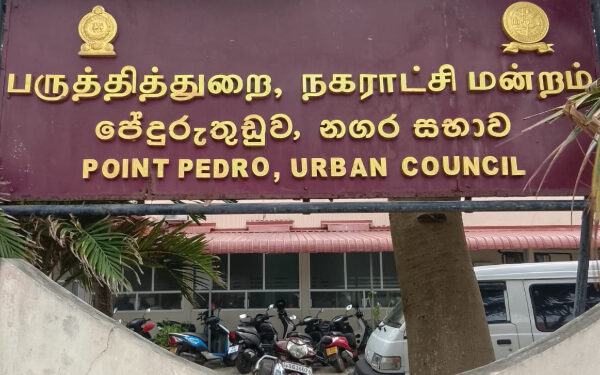 பருத்தித்துறை, நகராட்சி மன்றம்
පේදුරුතුඩුව, නගර සභාව
POINT PEDRO, URBAN COUNCIL